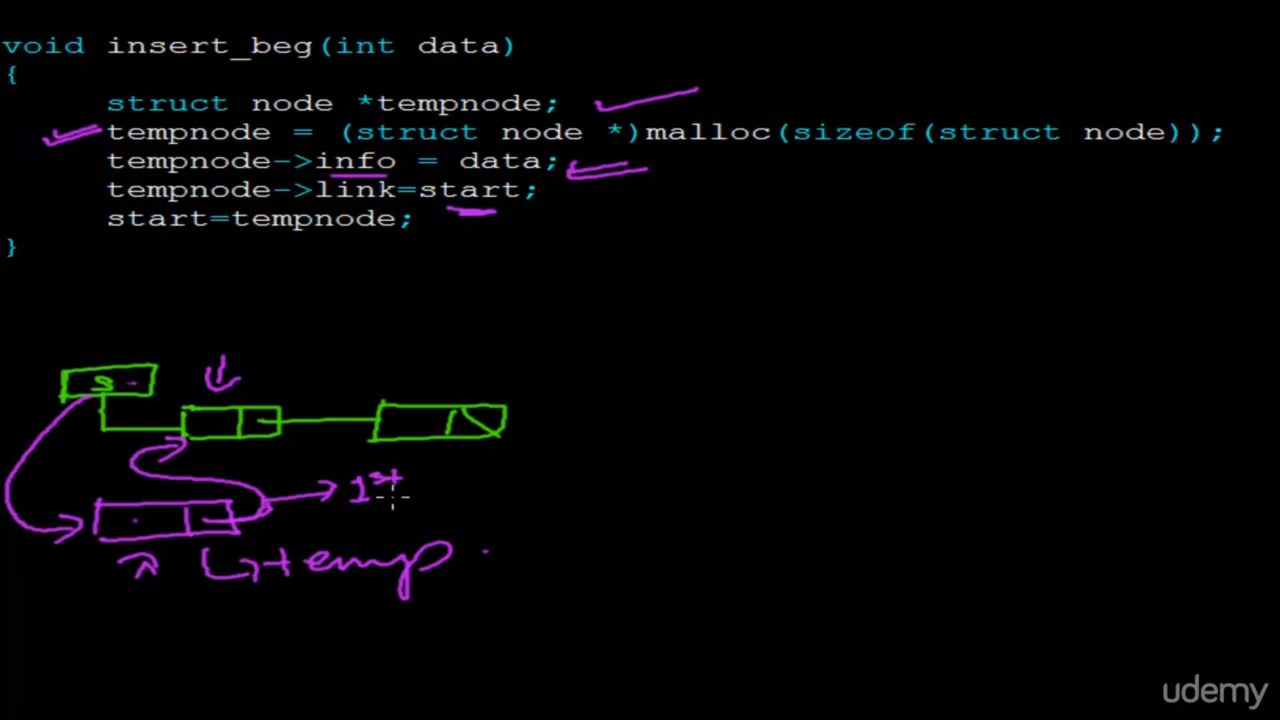 void insert_beg(int data)
{
struct node *tempnode;
tempnode = (struct node *)malloc(sizeof(struct node));
tempnode->info = data;
tempnode->link=start;
start=tempnode;
}
S
1st
temp
udemy